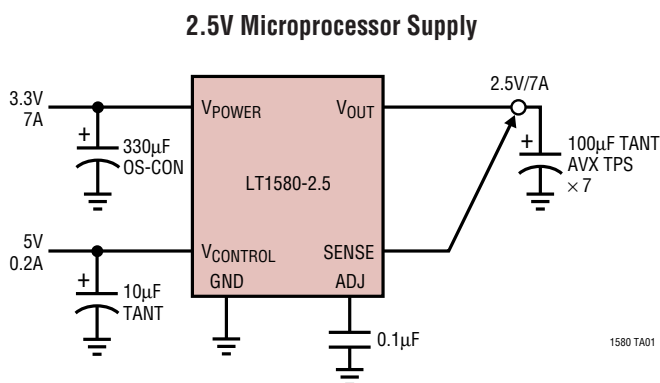 2.5V Microprocessor Supply
3.3V
7A
+
330µF
OS-CON
VPOWER
VOUT
2.5V/7A
+
100µF TANT
AVX TPS
× 7
LT1580-2.5
5V
0.2A
+
10µF
TANT
VCONTROL
SENSE
GND
ADJ
0.1µF
1580 TA01